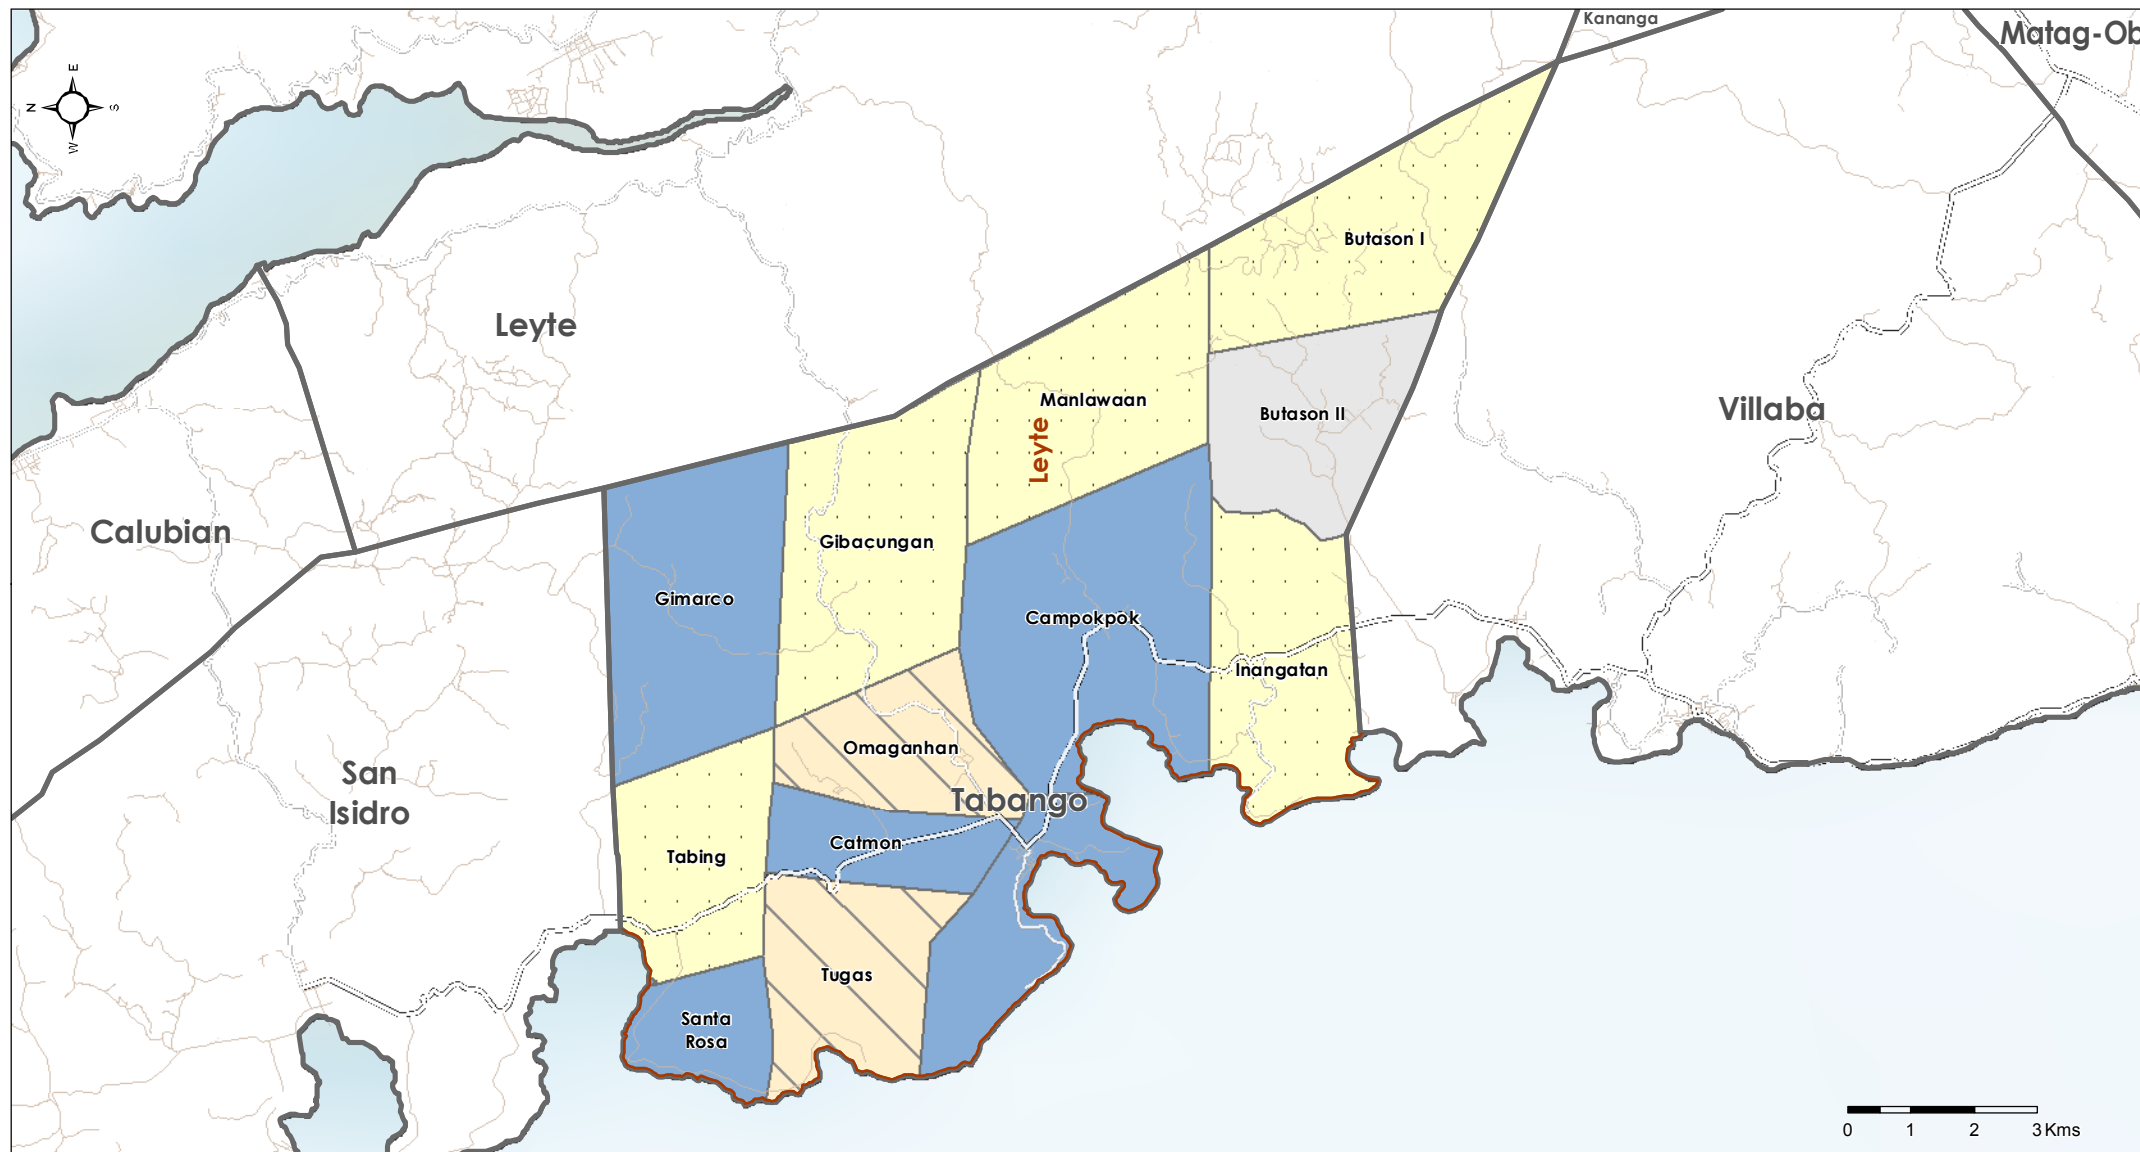 Kananga
Matag-Ob
E
N
S
W
Butason I
Leyte
Manlawaan
Butason II
Villaba
Leyte
Calubian
Gibacungan
Gimarco
Campokpok
Inangatan
Omaganhan
San
Isidro
Tabango
Catmon
Tabing
Tugas
Santa
Rosa
0 1 2 3 Kms